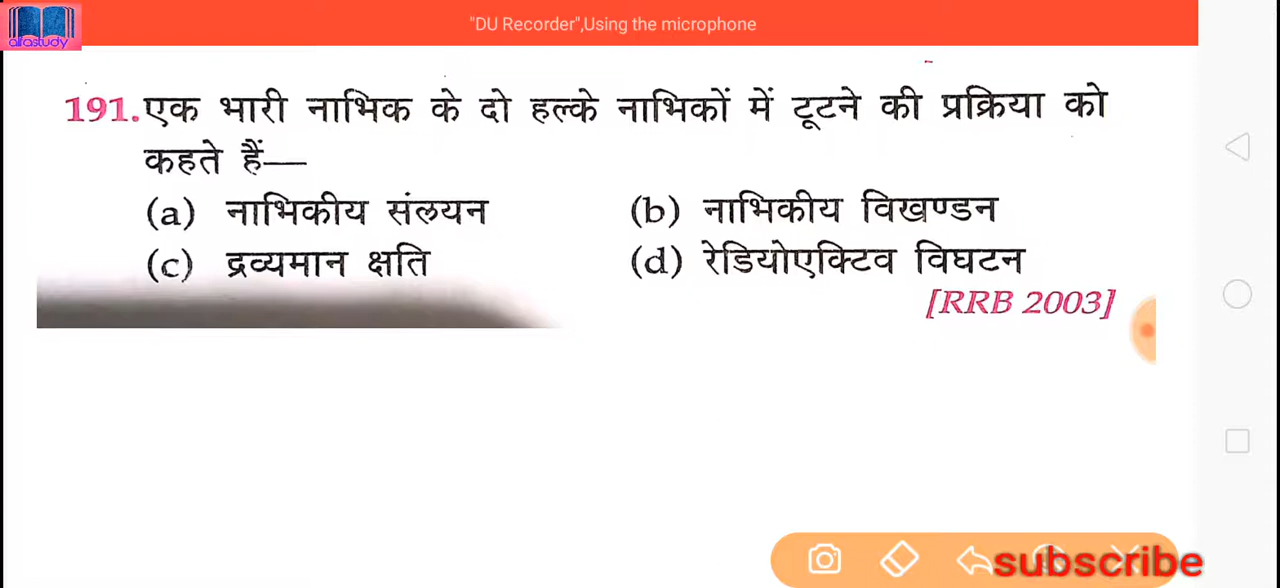 "DU Recorder",Using the microphone
alfastudy
191. एक भारी नाभिक के दो हल्के नाभिकों में टूटने की प्रक्रिया को
कहते हैं—
(a) नाभिकीय संलयन (b) नाभिकीय विखण्डन
(c) द्रव्यमान क्षति (d) रेडियोएक्टिव विघटन
[RRB 2003]
subscribe